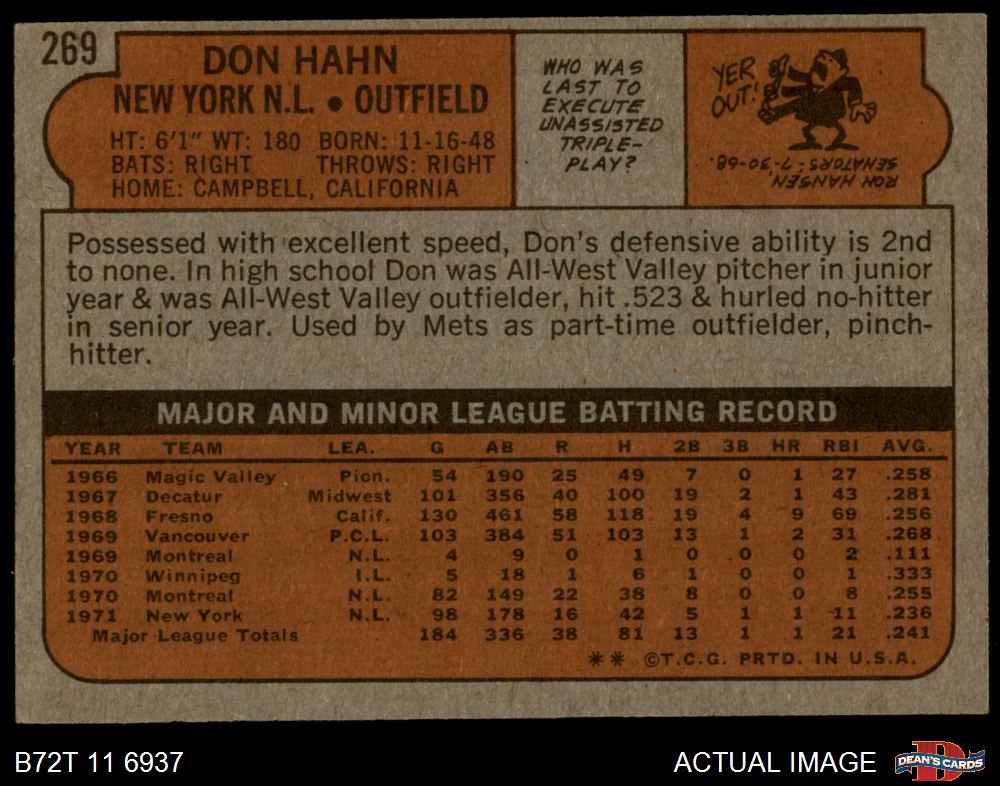 269
DON HAHN
NEW YORK N.L. ● OUTFIELD
HT: 6'1" WT: 180 BORN: 11-16-48
BATS: RIGHT THROWS: RIGHT
HOME: CAMPBELL, CALIFORNIA
WHO WAS
LAST TO
EXECUTE
UNASSISTED
TRIPLE-
PLAY?
YER
OUT!
RON HANSEN,
SENATORS - 7-30-68.
Possessed with excellent speed, Don's defensive ability is 2nd
to none. In high school Don was All-West Valley pitcher in junior
year & was All-West Valley outfielder, hit .523 & hurled no-hitter
in senior year. Used by Mets as part-time outfielder, pinch-
hitter.
MAJOR AND MINOR LEAGUE BATTING RECORD
YEAR TEAM LEA. G AB R H 2B 3B HR RBI AVG.
1966 Magic Valley Pion. 54 190 25 49 7 0 1 27 .258
1967 Decatur Midwest 101 356 40 100 19 2 1 43 .281
1968 Fresno Calif. 130 461 58 118 19 4 9 69 .256
1969 Vancouver P.C.L. 103 384 51 103 13 1 2 31 .268
1969 Montreal N.L. 4 9 0 1 0 0 0 2 .111
1970 Winnipeg I.L. 5 18 1 6 1 0 0 1 .333
1970 Montreal N.L. 82 149 22 38 8 0 0 8 .255
1971 New York N.L. 98 178 16 42 5 1 1 11 .236
Major League Totals 184 336 38 81 13 1 1 21 .241
** ©T.C.G. PRTD. IN U.S.A.
B72T 11 6937
ACTUAL IMAGE
D
DEAN'S CARDS